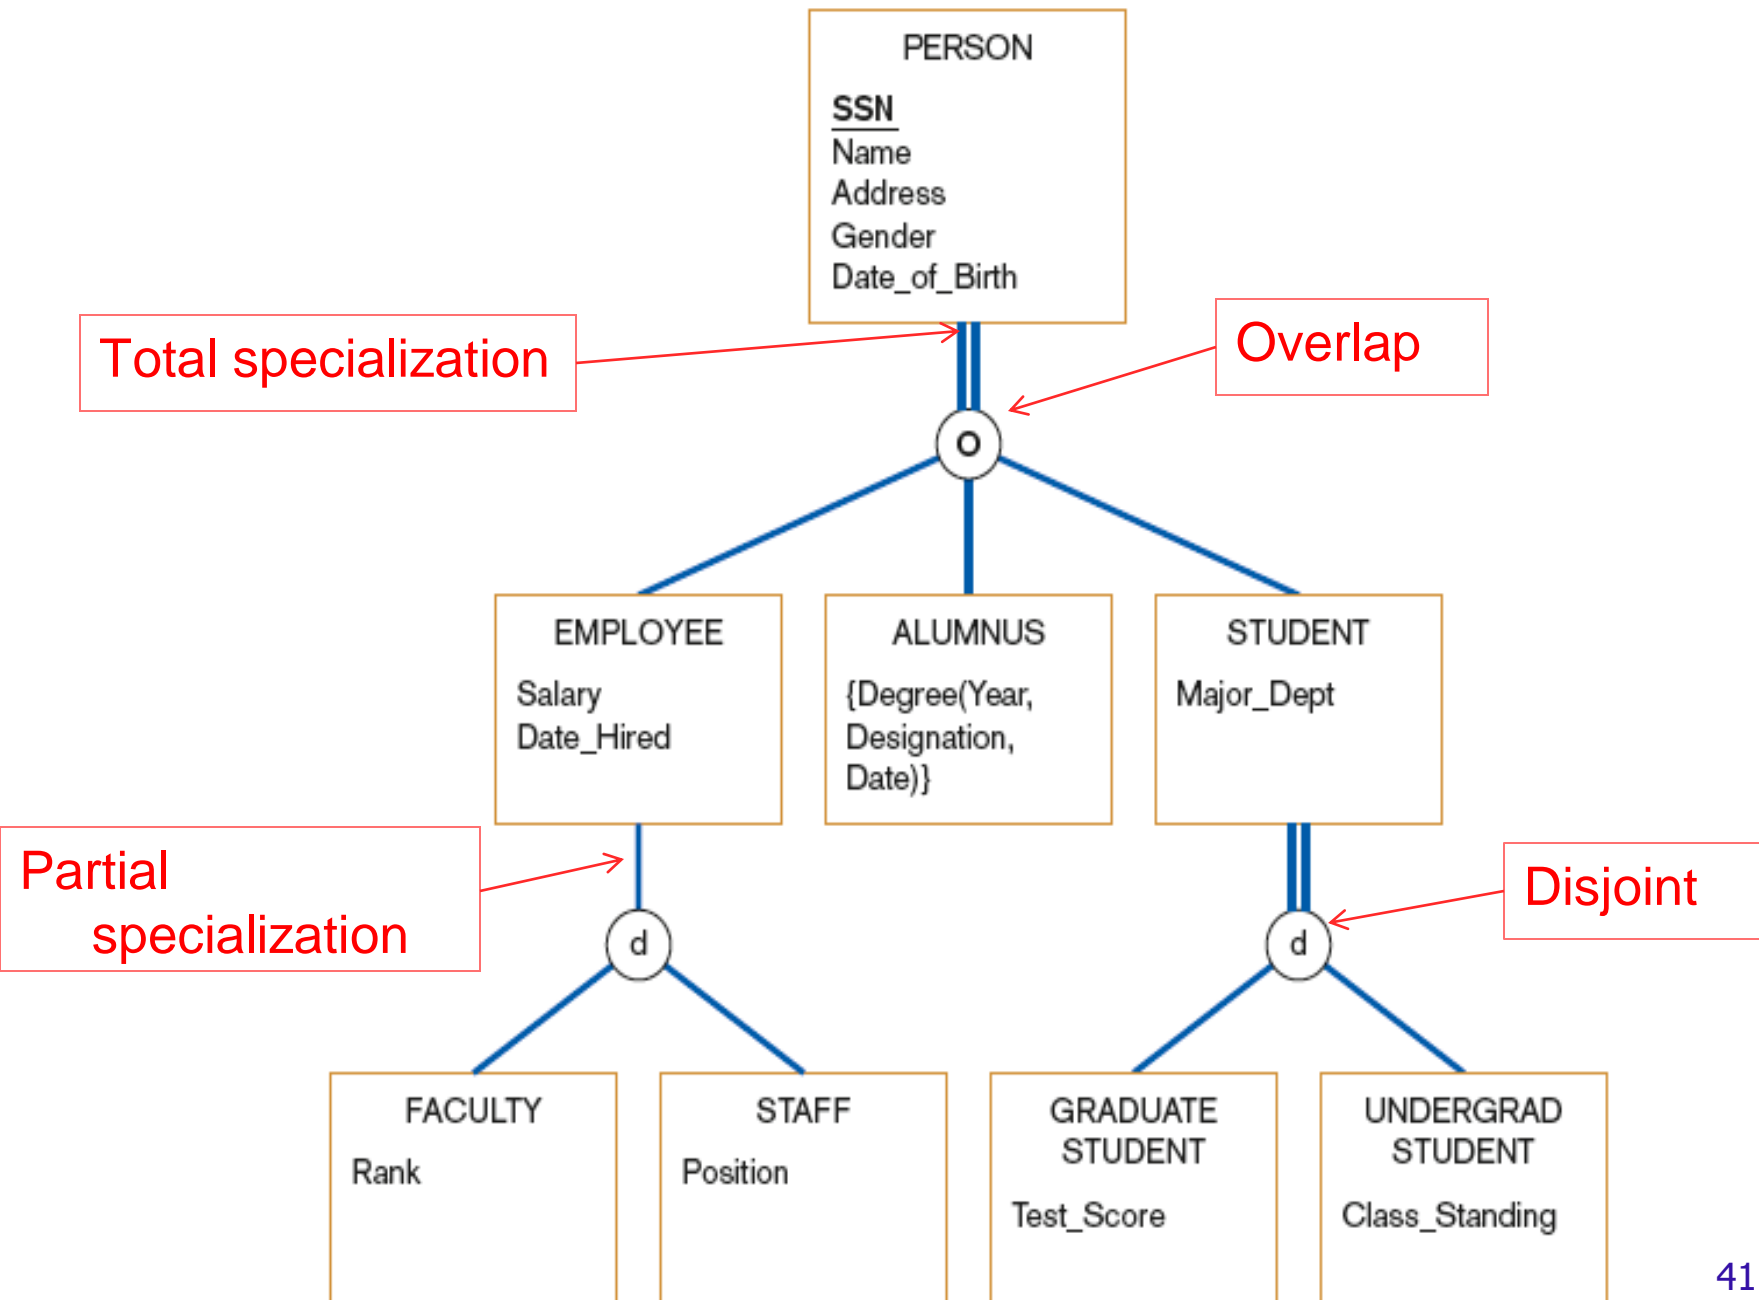 PERSON
SSN
Name
Address
Gender
Date_of_Birth
Total specialization
Overlap
O
EMPLOYEE
Salary
Date_Hired
ALUMNUS
{Degree(Year,
Designation,
Date)}
STUDENT
Major_Dept
Partial
specialization
Disjoint
d
d
FACULTY
Rank
STAFF
Position
GRADUATE
STUDENT
Test_Score
UNDERGRAD
STUDENT
Class_Standing
41